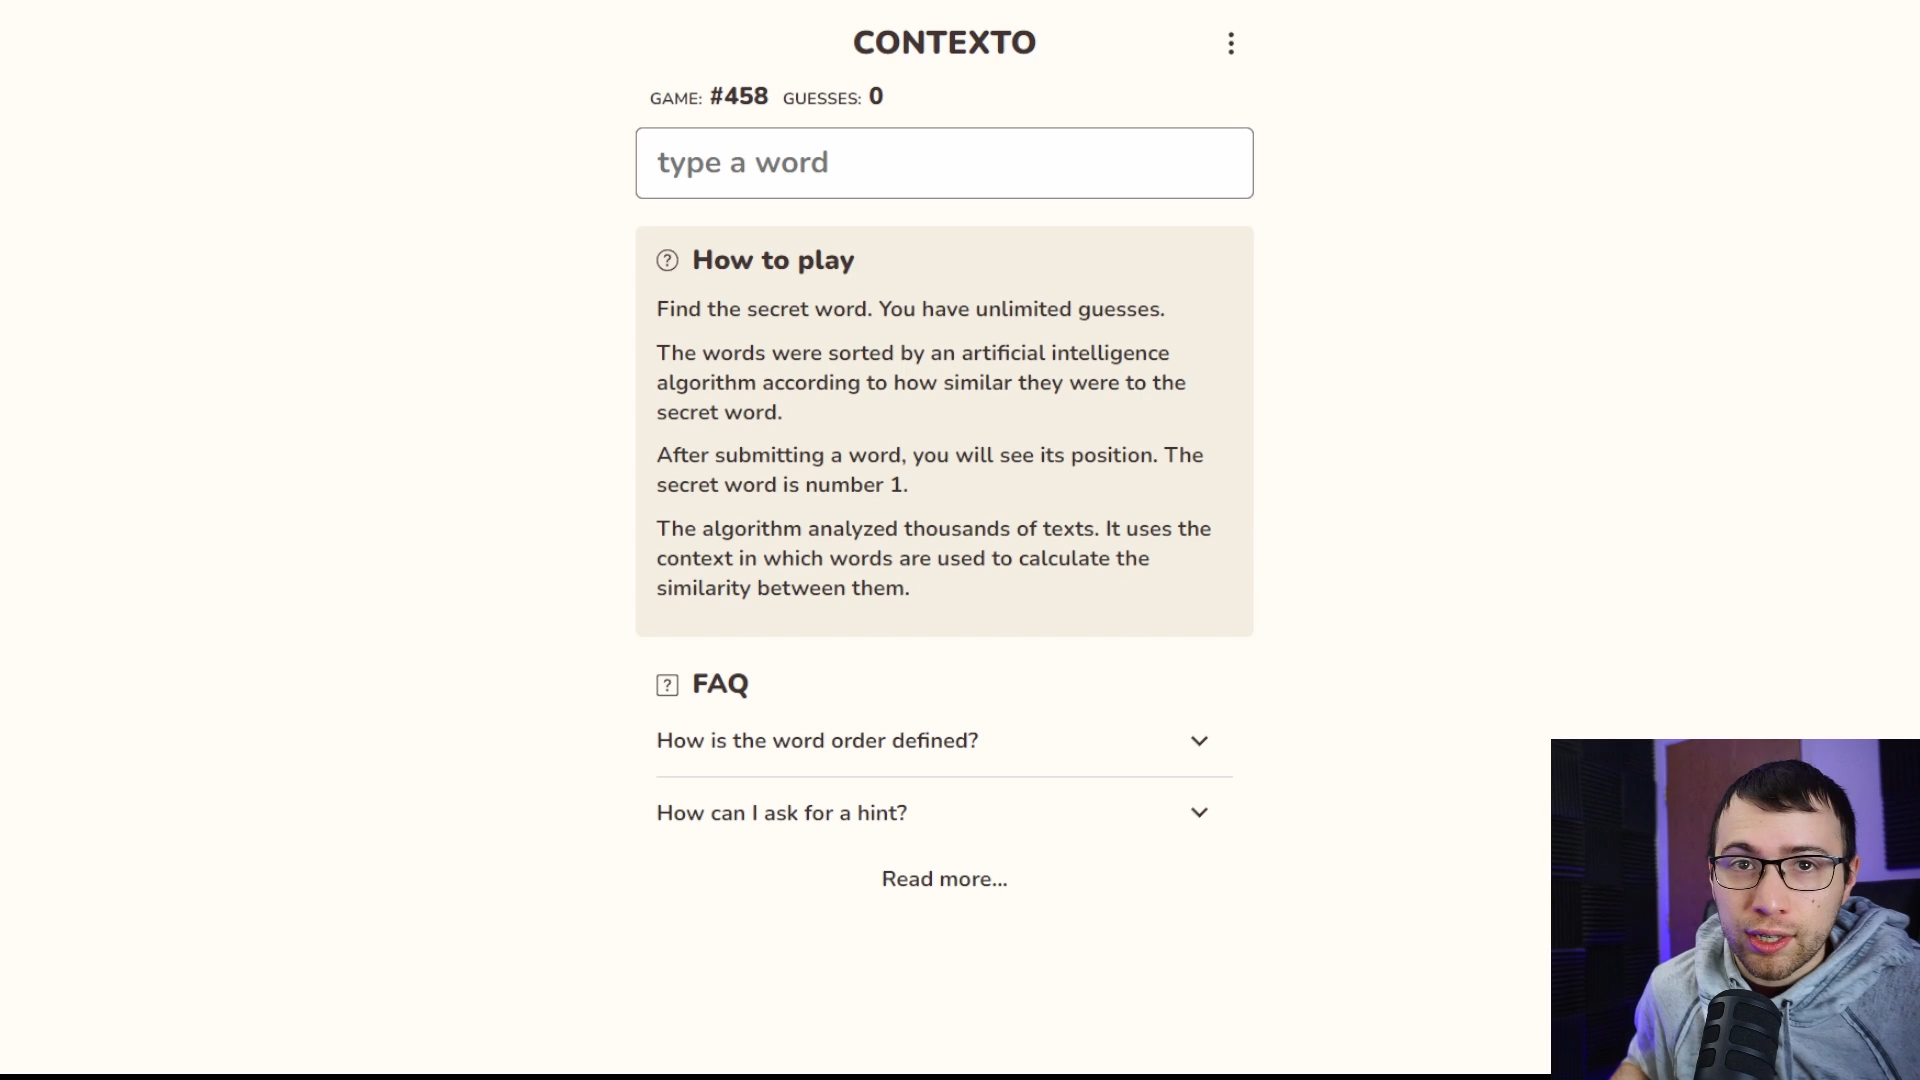 CONTEXTO
GAME: #458 GUESSES: 0
type a word
How to play
Find the secret word. You have unlimited guesses.
The words were sorted by an artificial intelligence
algorithm according to how similar they were to the
secret word.
After submitting a word, you will see its position. The
secret word is number 1.
The algorithm analyzed thousands of texts. It uses the
context in which words are used to calculate the
similarity between them.
FAQ
How is the word order defined?
How can I ask for a hint?
Read more...